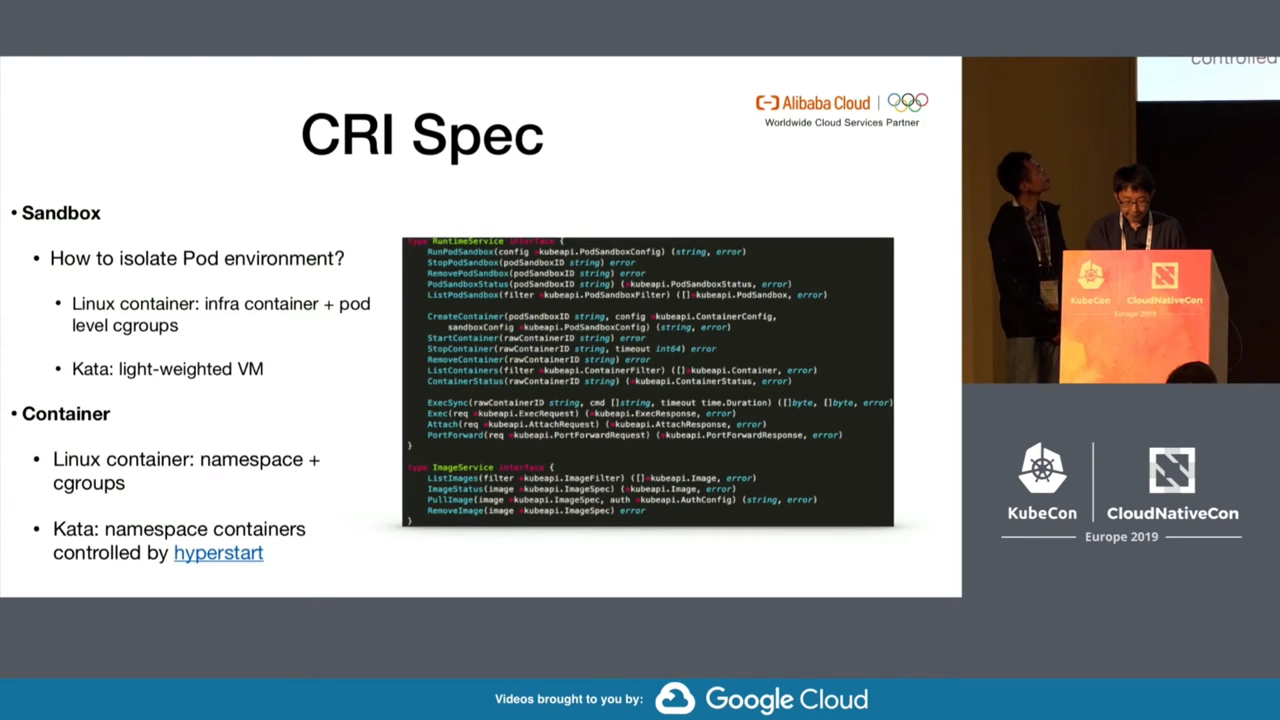 CRI Spec
Alibaba Cloud
Worldwide Cloud Services Partner
• Sandbox
• How to isolate Pod environment?
• Linux container: infra container + pod
level cgroups
• Kata: light-weighted VM
• Container
• Linux container: namespace +
cgroups
• Kata: namespace containers
controlled by hyperstart
type RuntimeService interface {
RunPodSandbox(config *kubeapi.PodSandboxConfig) (string, error)
StopPodSandbox(podSandboxID string) error
RemovePodSandbox(podSandboxID string) error
PodSandboxStatus(podSandboxID string) (*kubeapi.PodSandboxStatus, error)
ListPodSandbox(filter *kubeapi.PodSandboxFilter) ([]*kubeapi.PodSandbox, error)
CreateContainer(podSandboxID string, config *kubeapi.ContainerConfig,
sandboxConfig *kubeapi.PodSandboxConfig) (string, error)
StartContainer(rawContainerID string) error
StopContainer(rawContainerID string, timeout int64) error
RemoveContainer(rawContainerID string) error
ListContainers(filter *kubeapi.ContainerFilter) ([]*kubeapi.Container, error)
ContainerStatus(rawContainerID string) (*kubeapi.ContainerStatus, error)
ExecSync(rawContainerID string, cmd []string, timeout time.Duration) ([]byte, []byte, error)
Exec(req *kubeapi.ExecRequest) (*kubeapi.ExecResponse, error)
Attach(req *kubeapi.AttachRequest) (*kubeapi.AttachResponse, error)
PortForward(req *kubeapi.PortForwardRequest) (*kubeapi.PortForwardResponse, error)
}
type ImageService interface {
ListImages(filter *kubeapi.ImageFilter) ([]*kubeapi.Image, error)
ImageStatus(image *kubeapi.ImageSpec) (*kubeapi.Image, error)
PullImage(image *kubeapi.ImageSpec, auth *kubeapi.AuthConfig) (string, error)
RemoveImage(image *kubeapi.ImageSpec) error
}
controlled
KubeCon
CloudNativeCon
Europe 2019
KubeCon
CloudNativeCon
Europe 2019
Videos brought to you by:
Google Cloud